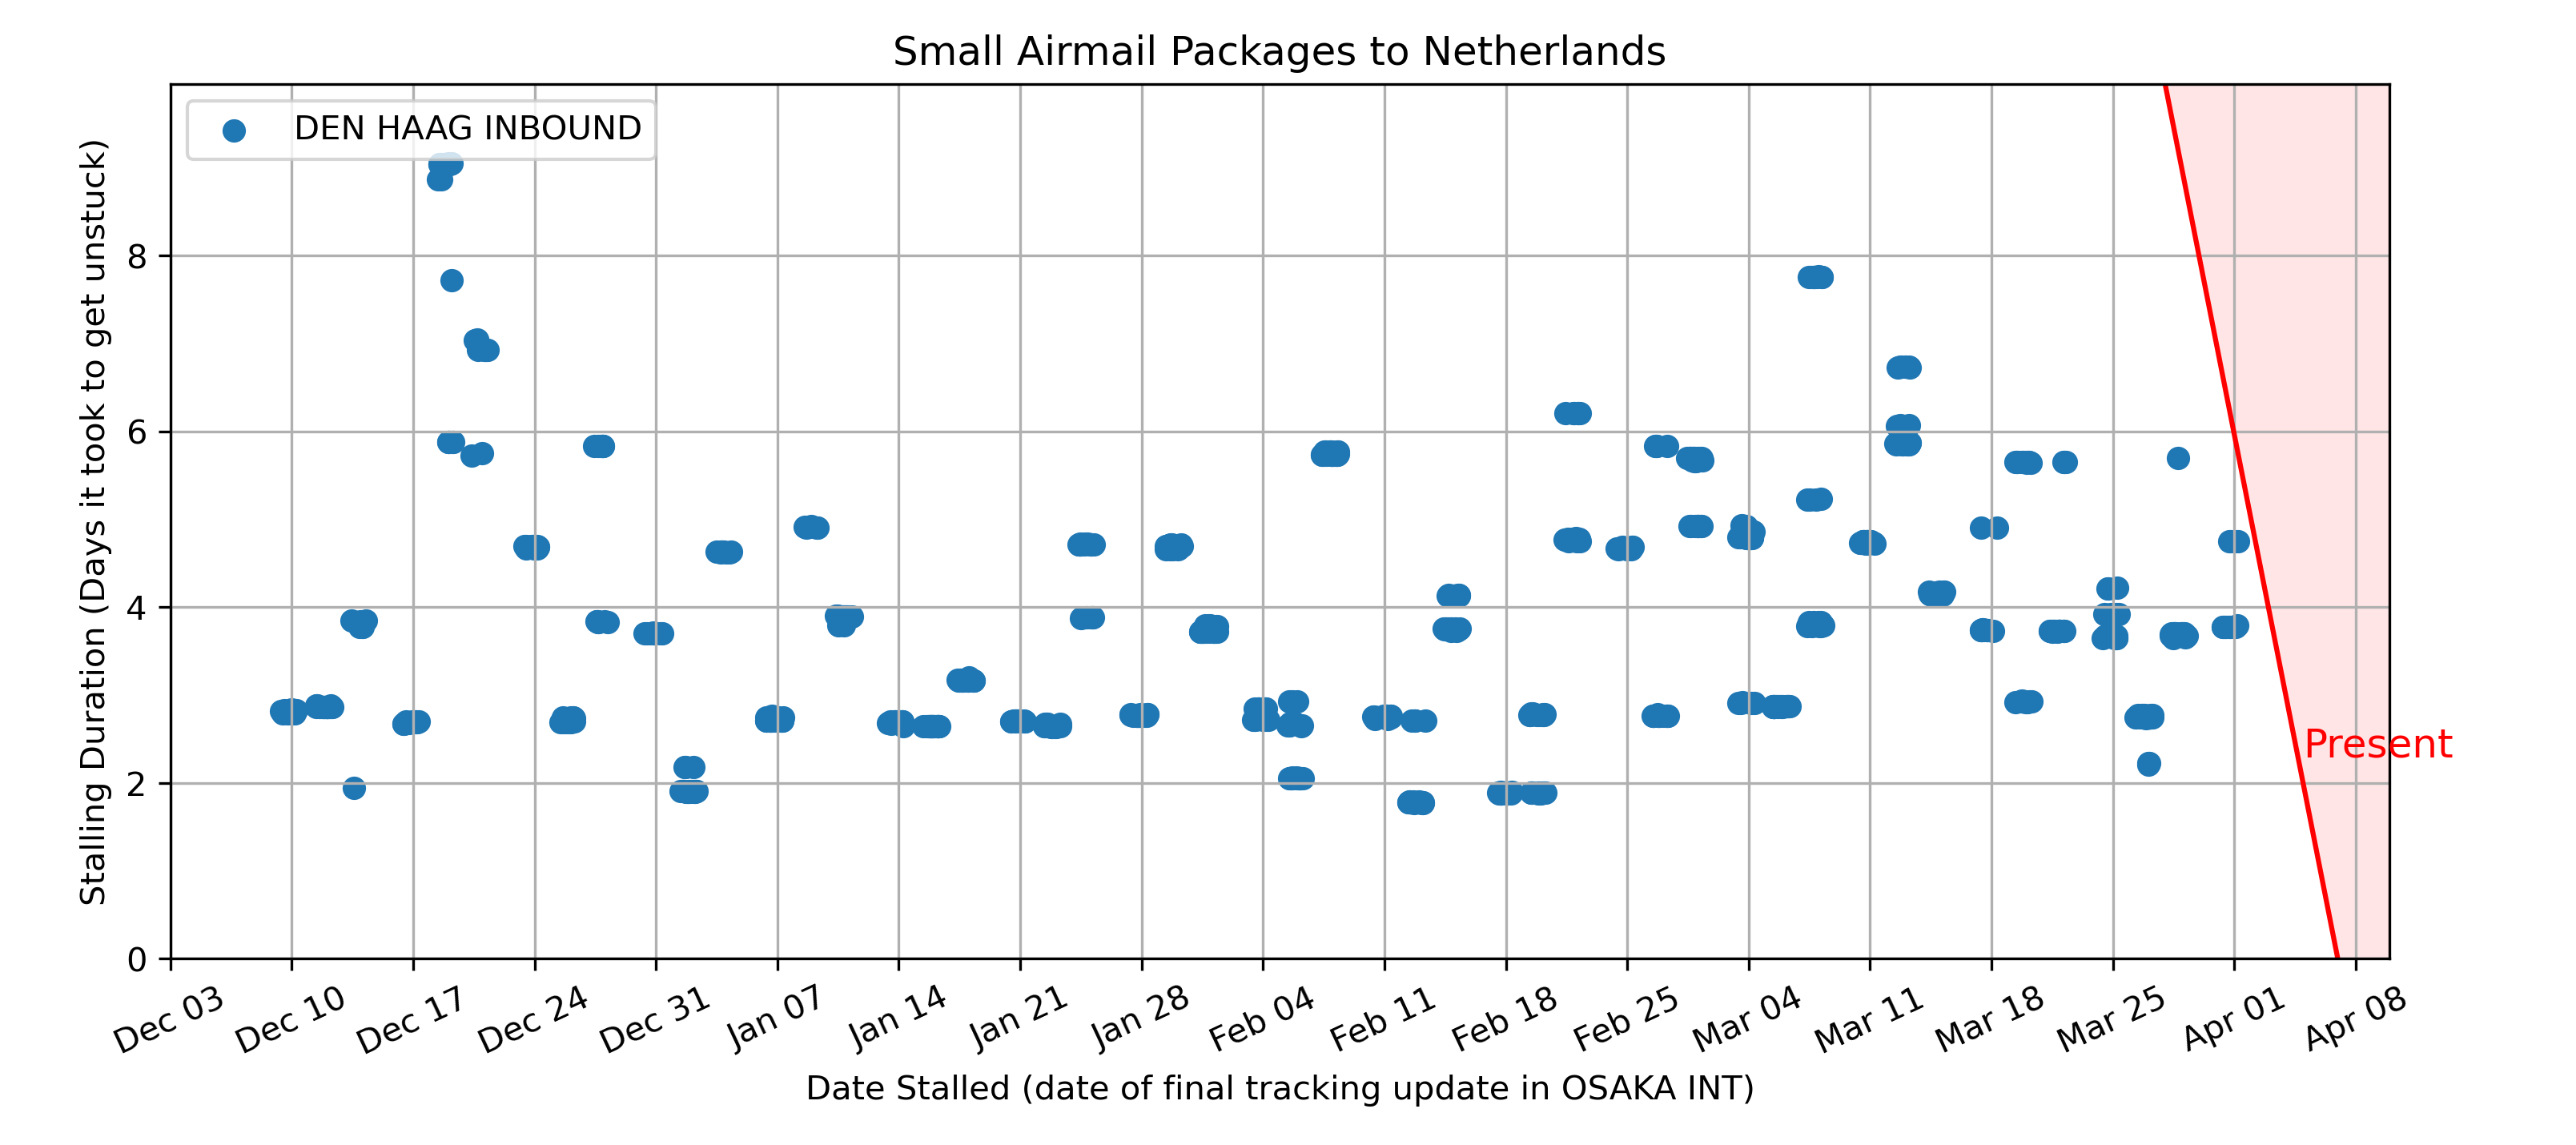 Small Airmail Packages to Netherlands
DEN HAAG INBOUND
Stalling Duration (Days it took to get unstuck)
8
6
4
2
0
Present
Dec 03 Dec 10 Dec 17 Dec 24 Dec 31 Jan 07 Jan 14 Jan 21 Jan 28 Feb 04 Feb 11 Feb 18 Feb 25 Mar 04 Mar 11 Mar 18 Mar 25 Apr 01 Apr 08
Date Stalled (date of final tracking update in OSAKA INT)